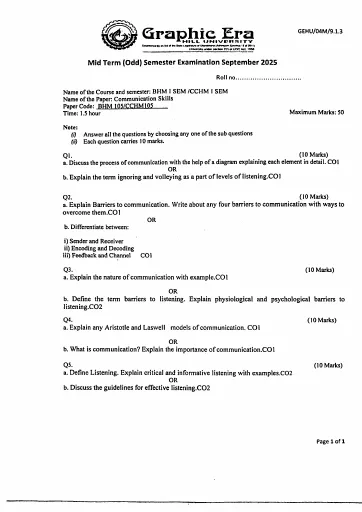 Graphic Era
HILL UNIVERSITY
GEHU/D4M/9.1.3
Mid Term (Odd) Semester Examination September 2025
Roll no..............................
Name of the Course and semester: BHM I SEM /CCHM I SEM
Name of the Paper: Communication Skills
Paper Code: BHM 105/CCHM105
Time: 1.5 hour Maximum Marks: 50
Note:
(i) Answer all the questions by choosing any one of the sub questions
(ii) Each question carries 10 marks.
Q1. (10 Marks)
a. Discuss the process of communication with the help of a diagram explaining each element in detail. CO1
OR
b. Explain the term ignoring and volleying as a part of levels of listening.CO1
Q2. (10 Marks)
a. Explain Barriers to communication. Write about any four barriers to communication with ways to
overcome them.CO1
OR
b. Differentiate between:
i) Sender and Receiver
ii) Encoding and Decoding
iii) Feedback and Channel CO1
Q3. (10 Marks)
a. Explain the nature of communication with example.CO1
OR
b. Define the term barriers to listening. Explain physiological and psychological barriers to
listening.CO2
Q4. (10 Marks)
a. Explain any Aristotle and Laswell models of communication. CO1
OR
b. What is communication? Explain the importance of communication.CO1
Q5. (10 Marks)
a. Define Listening. Explain critical and informative listening with examples.CO2
OR
b. Discuss the guidelines for effective listening.CO2
Page 1 of 1